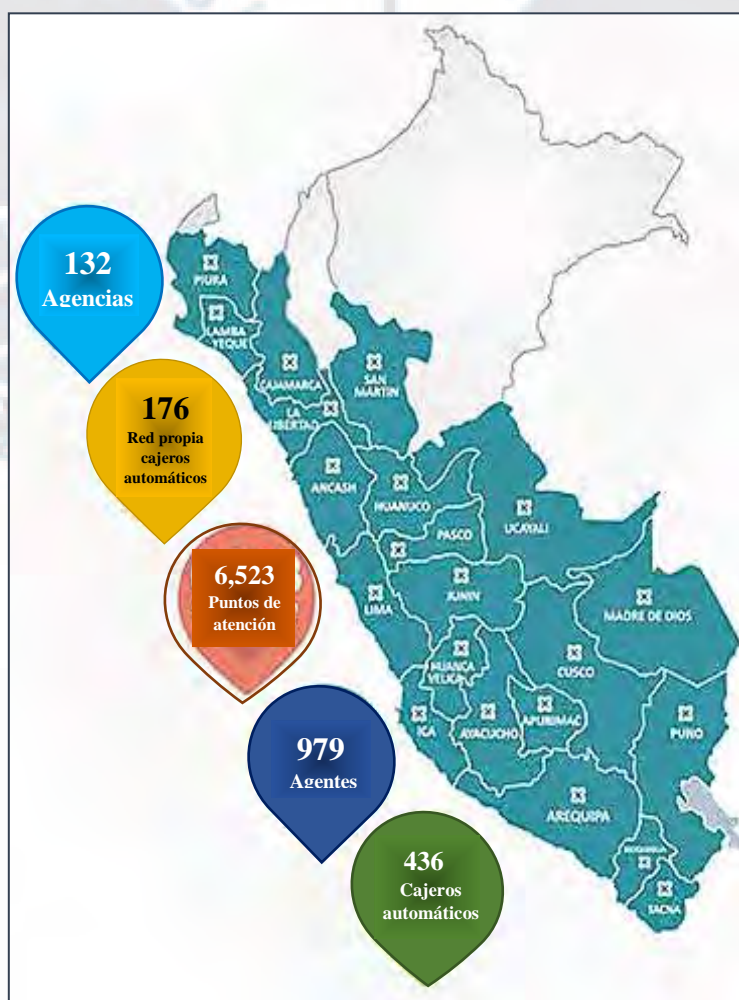 132
Agencias
176
Red propia
cajeros
automáticos
6,523
Puntos de
atención
979
Agentes
436
Cajeros
automáticos
PIURA
LAMBA
YEQUE
CAJAMARCA
SAN
MARTIN
LA
LIBERTAD
ANCASH
HUANUCO
UCAYALI
PASCO
LIMA
JUNIN
MADRE DE DIOS
HUANCA
VELICA
CUSCO
ICA
AYACUCHO
APURIMAC
PUNO
AREQUIPA
MOQUEGUA
TACNA